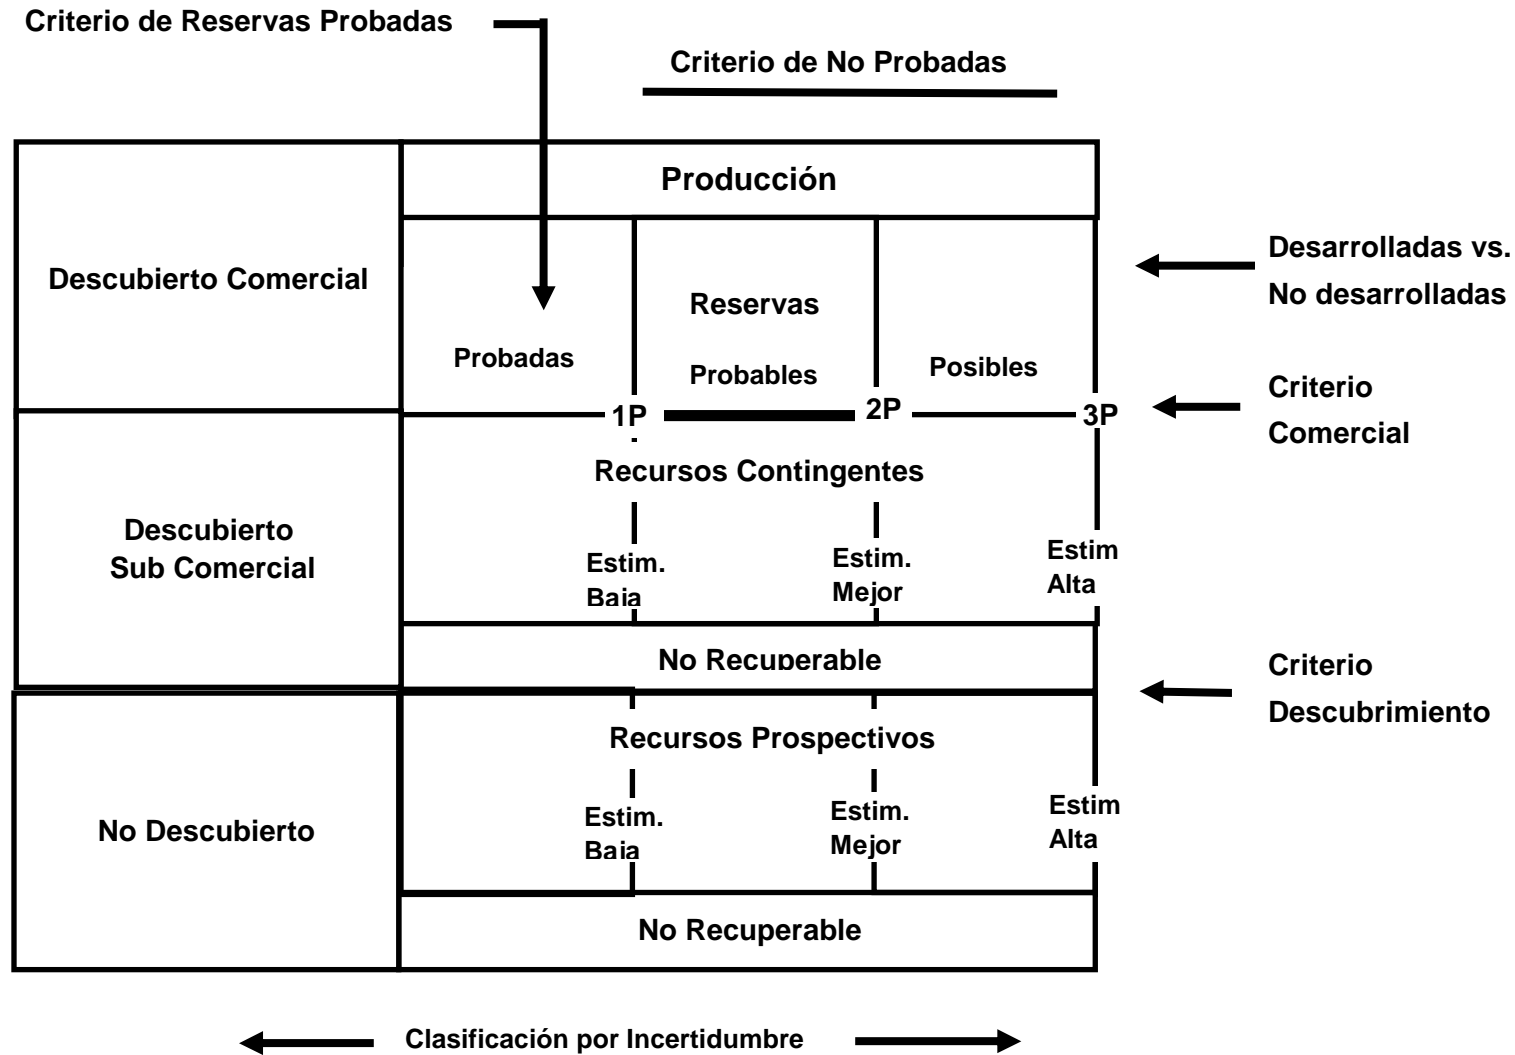 Criterio de Reservas Probadas
Criterio de No Probadas
Producción
Descubierto Comercial
Reservas
Probadas
Probables
Posibles
1P
2P
3P
Desarrolladas vs.
No desarrolladas
Criterio
Comercial
Recursos Contingentes
Descubierto
Sub Comercial
Estim.
Baja
Estim.
Mejor
Estim
Alta
No Recuperable
Criterio
Descubrimiento
Recursos Prospectivos
No Descubierto
Estim.
Baja
Estim.
Mejor
Estim
Alta
No Recuperable
Clasificación por Incertidumbre